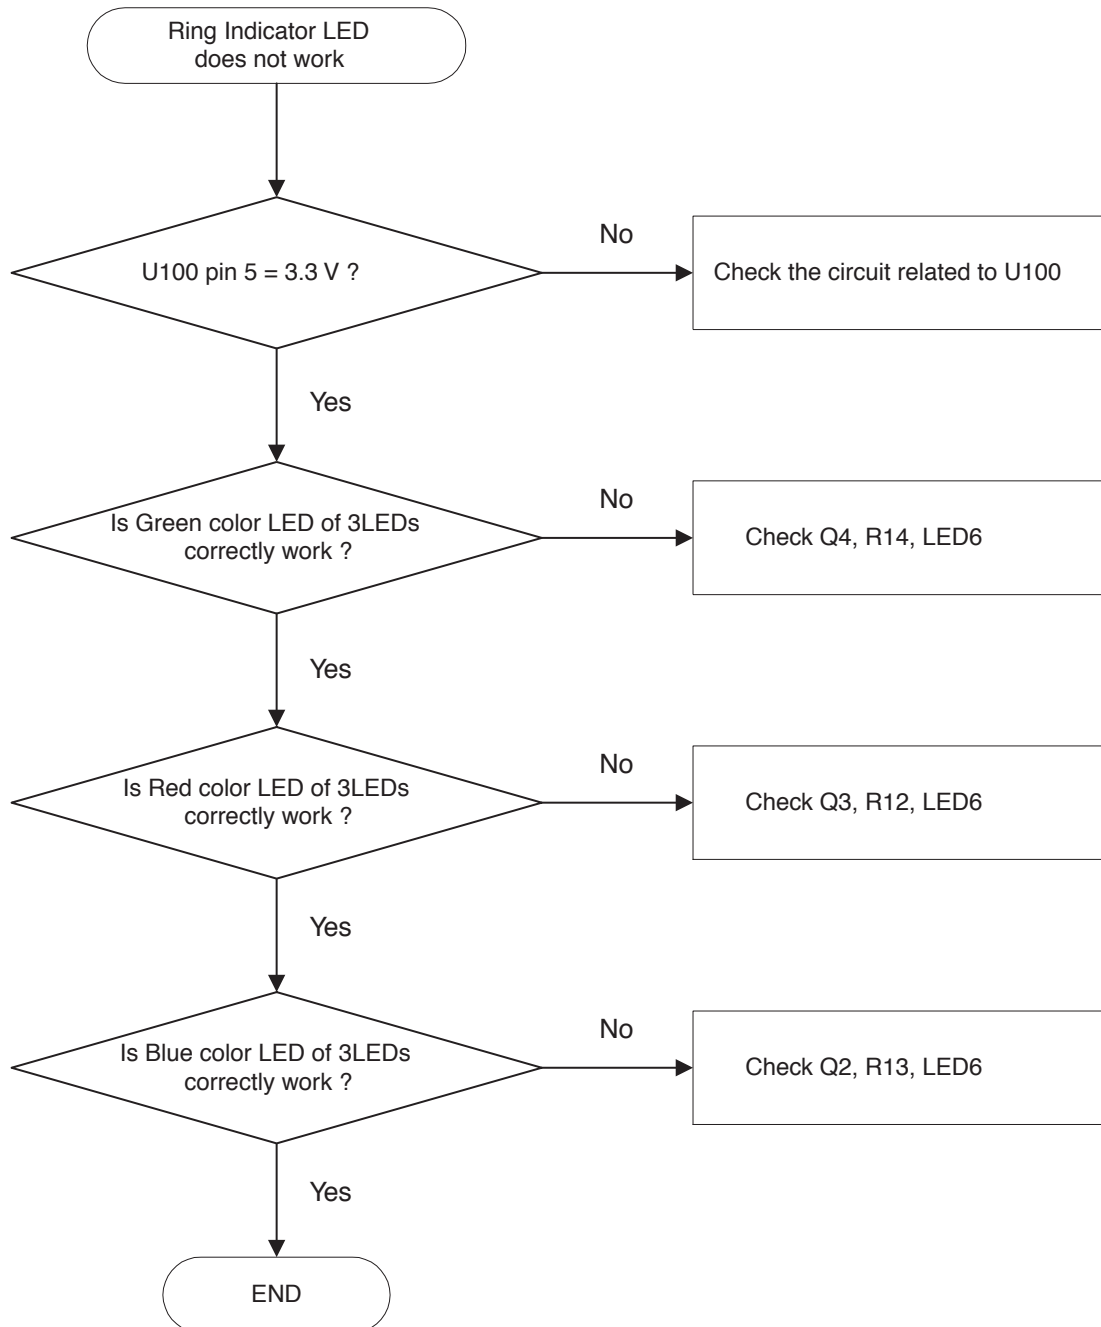 Ring Indicator LED
does not work
U100 pin 5 = 3.3 V ?
No
Check the circuit related to U100
Yes
Is Green color LED of 3LEDs
correctly work ?
No
Check Q4, R14, LED6
Yes
Is Red color LED of 3LEDs
correctly work ?
No
Check Q3, R12, LED6
Yes
Is Blue color LED of 3LEDs
correctly work ?
No
Check Q2, R13, LED6
Yes
END